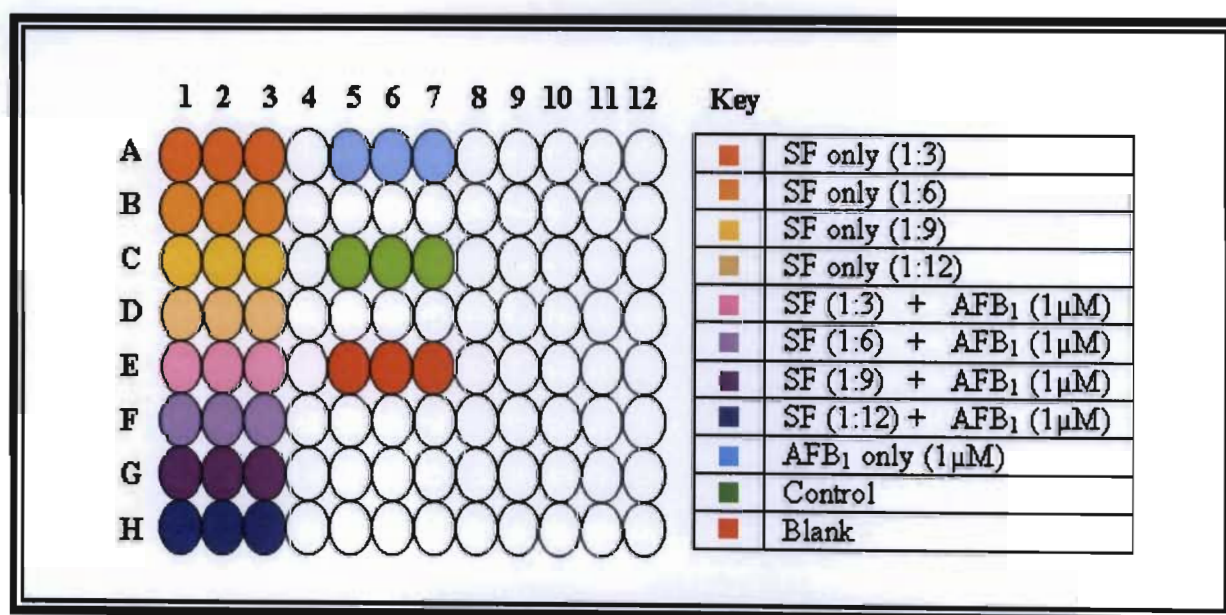 1 2 3 4 5 6 7 8 9 10 11 12
Key
A
B
C
D
E
F
G
H
SF only (1:3)
SF only (1:6)
SF only (1:9)
SF only (1:12)
SF (1:3) + AFB₁ (1μM)
SF (1:6) + AFB₁ (1μM)
SF (1:9) + AFB₁ (1μM)
SF (1:12) + AFB₁ (1μM)
AFB₁ only (1μM)
Control
Blank